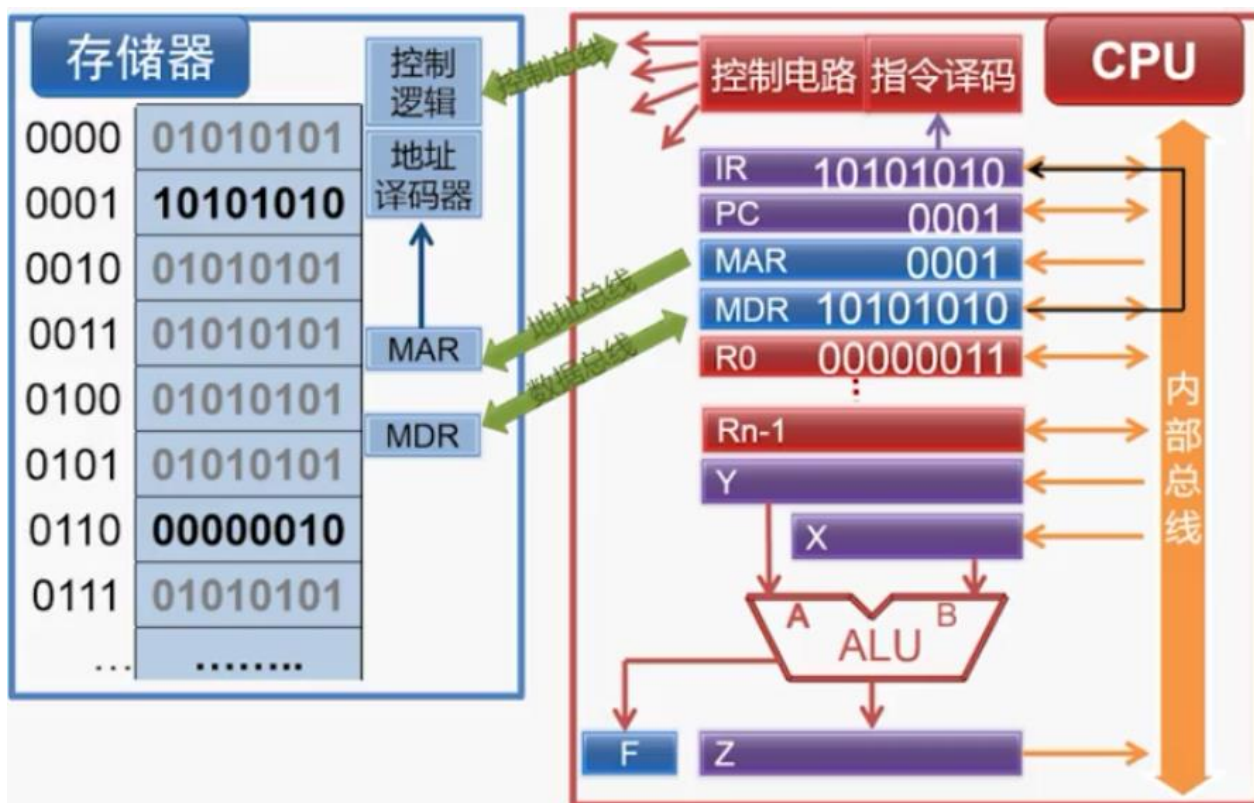 存储器
0000 01010101
0001 10101010
0010 01010101
0011 01010101
0100 01010101
0101 01010101
0110 00000010
0111 01010101
... ........
控制
逻辑
地址
译码器
MAR
MDR
控制总线
地址总线
数据总线
CPU
控制电路 指令译码
IR 10101010
PC 0001
MAR 0001
MDR 10101010
R0 00000011
Rn-1
Y
X
A B
ALU
F
Z
内
部
总
线